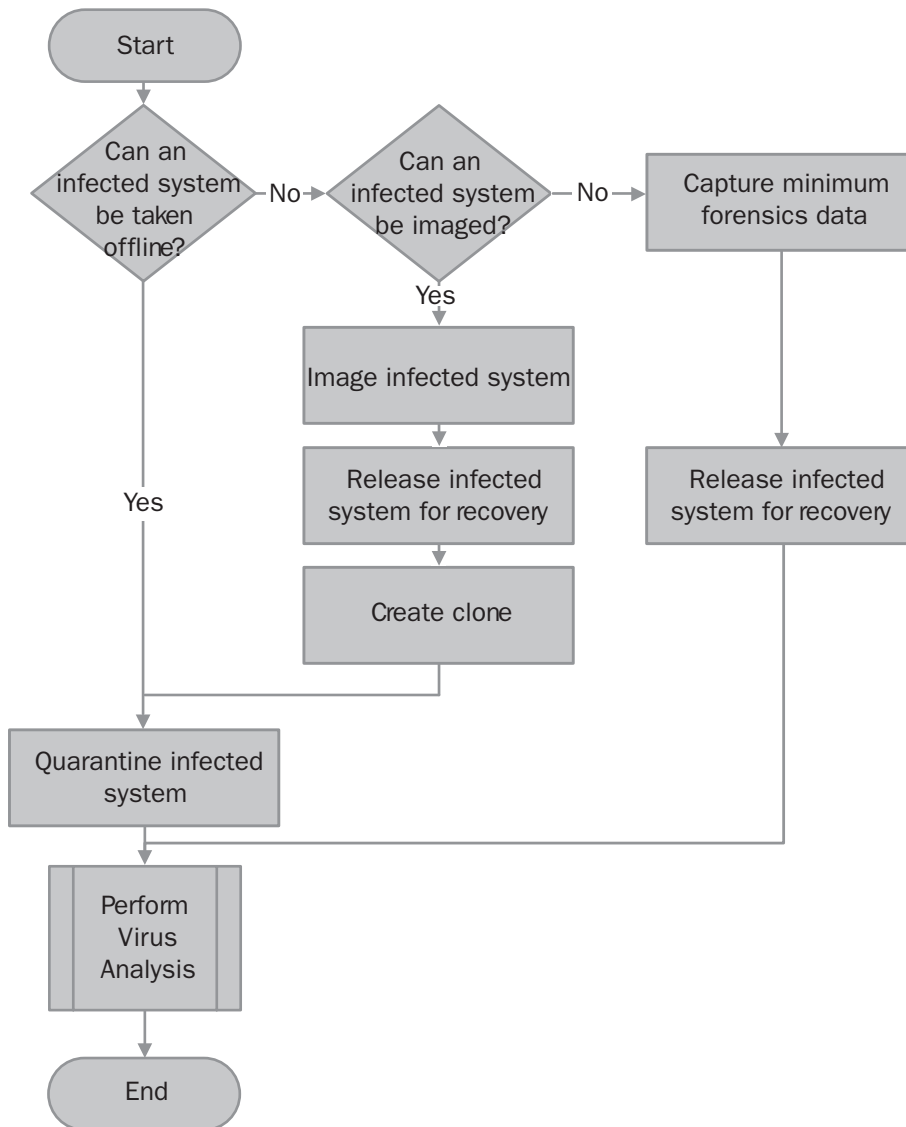 Start
Can an
infected system
be taken
offline?
No
Can an
infected system
be imaged?
No
Capture minimum
forensics data
Yes
Image infected system
Release infected
system for recovery
Release infected
system for recovery
Yes
Create clone
Quarantine infected
system
Perform
Virus
Analysis
End